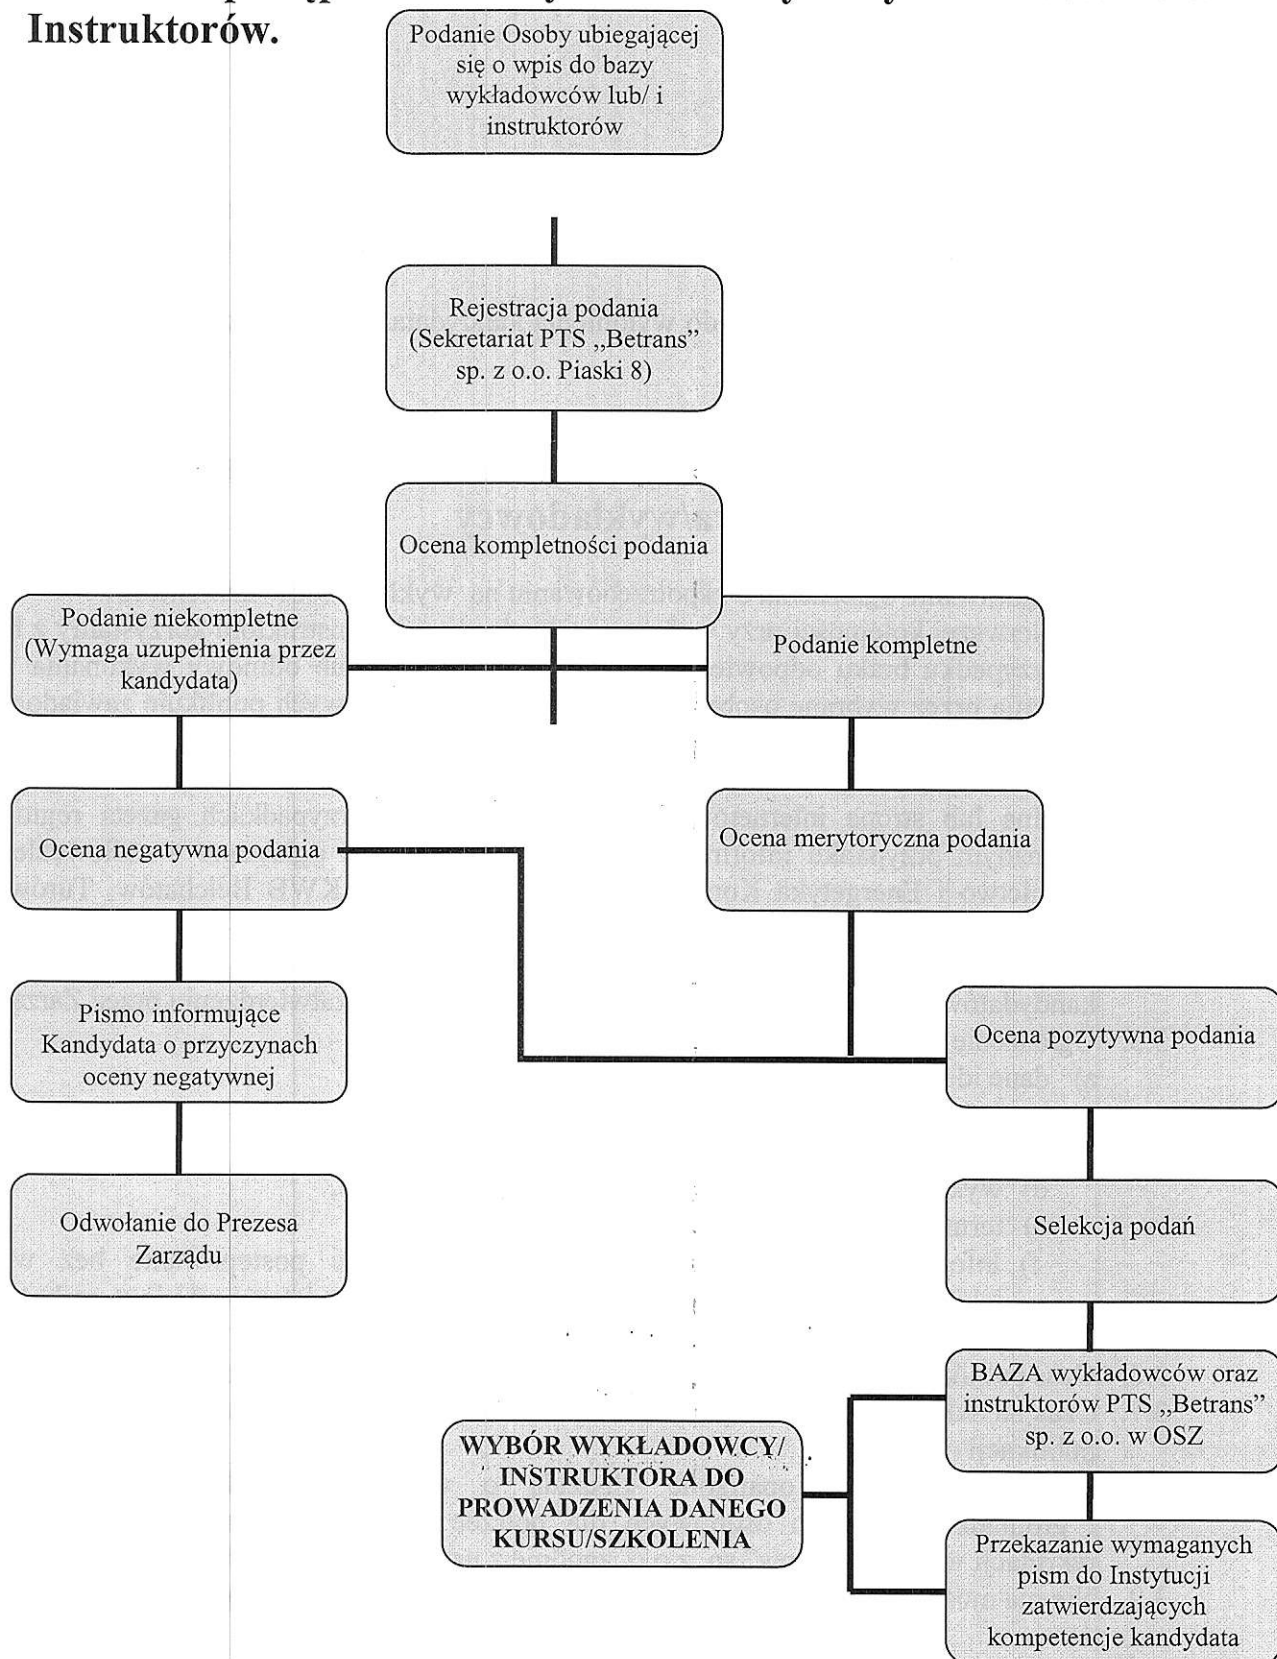 Instruktorów.
Podanie Osoby ubiegającej
się o wpis do bazy
wykładowców lub/ i
instruktorów
Rejestracja podania
(Sekretariat PTS „Betrans”
sp. z o.o. Piaski 8)
Ocena kompletności podania
Podanie niekompletne
(Wymaga uzupełnienia przez
kandydata)
Podanie kompletne
Ocena negatywna podania
Ocena merytoryczna podania
Pismo informujące
Kandydata o przyczynach
oceny negatywnej
Ocena pozytywna podania
Odwołanie do Prezesa
Zarządu
Selekcja podań
BAZA wykładowców oraz
instruktorów PTS „Betrans”
sp. z o.o. w OSZ
WYBÓR WYKŁADOWCY/
INSTRUKTORA DO
PROWADZENIA DANEGO
KURSU/SZKOLENIA
Przekazanie wymaganych
pism do Instytucji
zatwierdzających
kompetencje kandydata